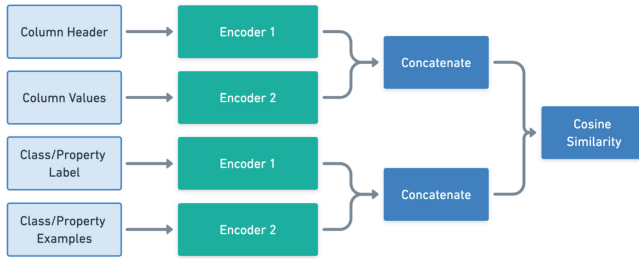 Column Header
Encoder 1
Column Values
Encoder 2
Concatenate
Class/Property
Label
Encoder 1
Class/Property
Examples
Encoder 2
Concatenate
Cosine
Similarity